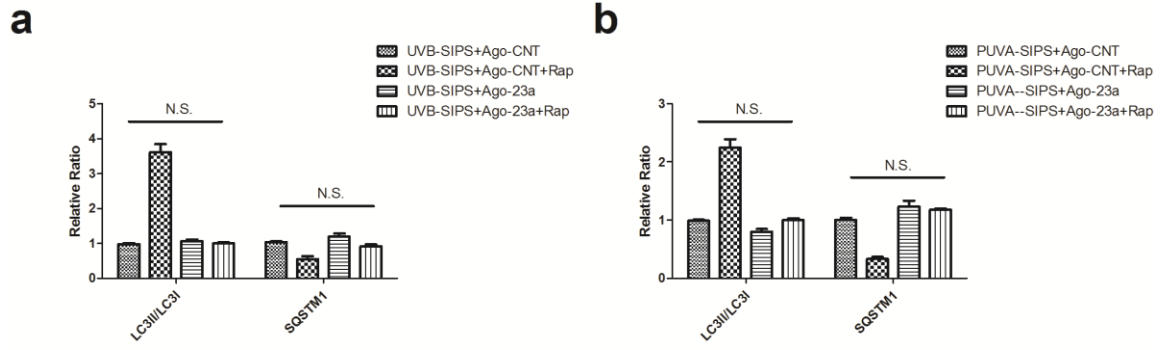 a
UVB-SIPS+Ago-CNT
UVB-SIPS+Ago-CNT+Rap
UVB-SIPS+Ago-23a
UVB-SIPS+Ago-23a+Rap
Relative Ratio
5
4
3
2
1
0
N.S.
N.S.
LC3II/LC3I
SQSTM1
b
PUVA-SIPS+Ago-CNT
PUVA-SIPS+Ago-CNT+Rap
PUVA--SIPS+Ago-23a
PUVA--SIPS+Ago-23a+Rap
Relative Ratio
3
2
1
0
N.S.
N.S.
LC3II/LC3I
SQSTM1